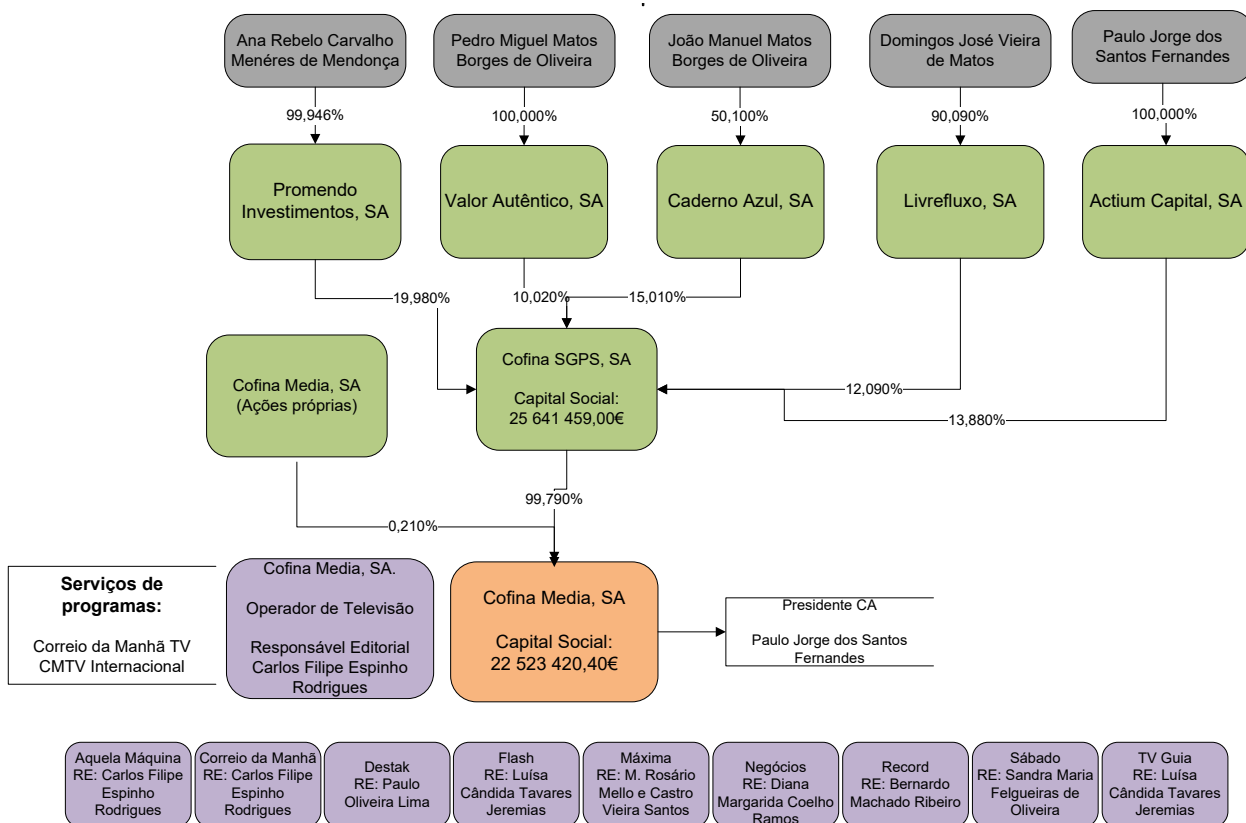 Ana Rebelo Carvalho
Menéres de Mendonça
Pedro Miguel Matos
Borges de Oliveira
João Manuel Matos
Borges de Oliveira
Domingos José Vieira
de Matos
Paulo Jorge dos
Santos Fernandes
99,946%
100,000%
50,100%
90,090%
100,000%
Promendo
Investimentos, SA
Valor Autêntico, SA
Caderno Azul, SA
Livrefluxo, SA
Actium Capital, SA
19,980%
10,020%
15,010%
Cofina Media, SA
(Ações próprias)
Cofina SGPS, SA
Capital Social:
25 641 459,00€
12,090%
13,880%
99,790%
0,210%
Serviços de
programas:
Correio da Manhã TV
CMTV Internacional
Cofina Media, SA.
Operador de Televisão
Responsável Editorial
Carlos Filipe Espinho
Rodrigues
Cofina Media, SA
Capital Social:
22 523 420,40€
Presidente CA
Paulo Jorge dos Santos
Fernandes
Aquela Máquina
RE: Carlos Filipe
Espinho
Rodrigues
Correio da Manhã
RE: Carlos Filipe
Espinho
Rodrigues
Destak
RE: Paulo
Oliveira Lima
Flash
RE: Luísa
Cândida Tavares
Jeremias
Máxima
RE: M. Rosário
Mello e Castro
Vieira Santos
Negócios
RE: Diana
Margarida Coelho
Ramos
Record
RE: Bernardo
Machado Ribeiro
Sábado
RE: Sandra Maria
Felgueiras de
Oliveira
TV Guia
RE: Luísa
Cândida Tavares
Jeremias